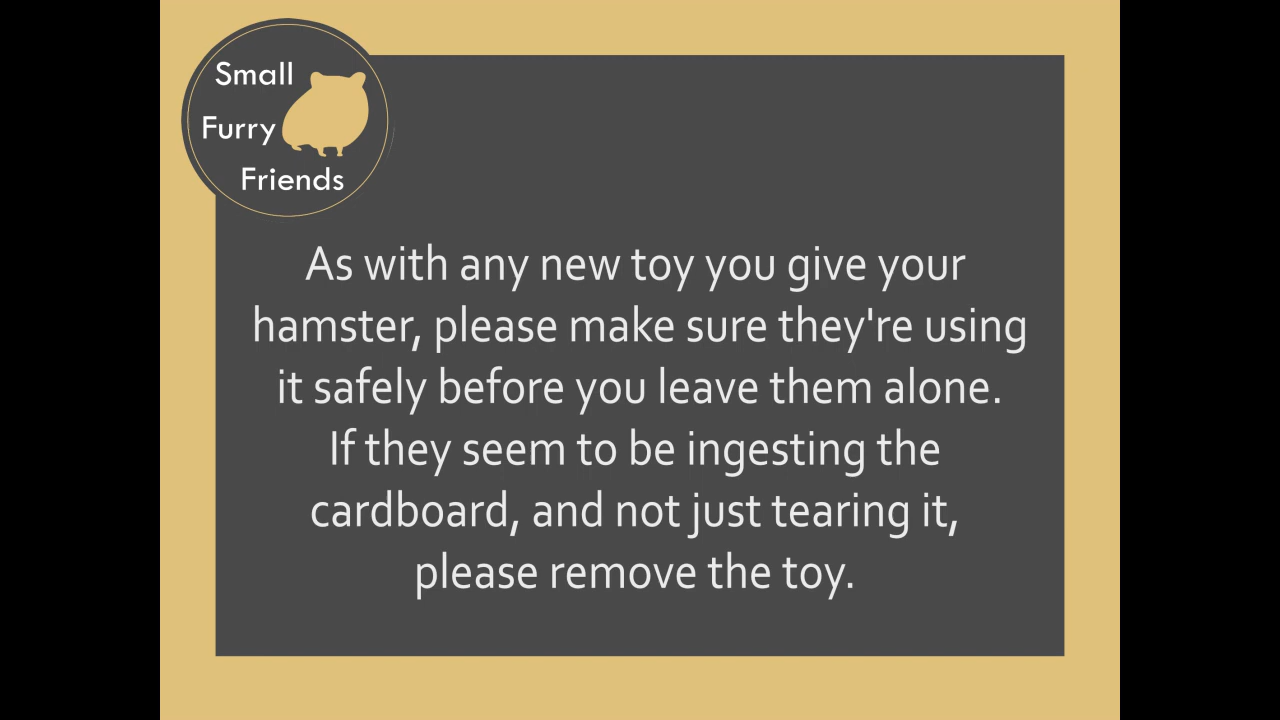 Small
Furry
Friends
As with any new toy you give your
hamster, please make sure they're using
it safely before you leave them alone.
If they seem to be ingesting the
cardboard, and not just tearing it,
please remove the toy.